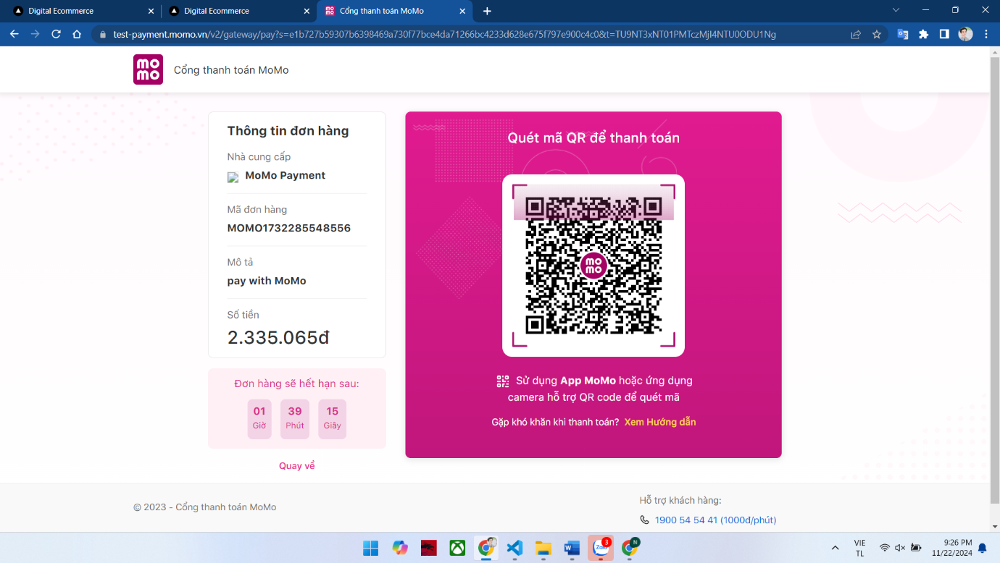 Digital Ecommerce
Digital Ecommerce
Cổng thanh toán MoMo
test-payment.momo.vn/v2/gateway/pay?s=e1b727b59307b6398469a730f77bce4da71266bc4233d628e675f797e900c4c0&t=TU9NT3xNT01PMTczMjI4NTU0ODU1Ng
mo
mo
Cổng thanh toán MoMo
Thông tin đơn hàng
Nhà cung cấp
MoMo Payment
Mã đơn hàng
MOMO1732285548556
Mô tả
pay with MoMo
Số tiền
2.335.065đ
Đơn hàng sẽ hết hạn sau:
01 39 15
Giờ Phút Giây
Quay về
Quét mã QR để thanh toán
mo
mo
Sử dụng App MoMo hoặc ứng dụng
camera hỗ trợ QR code để quét mã
Gặp khó khăn khi thanh toán? Xem Hướng dẫn
© 2023 - Cổng thanh toán MoMo
Hỗ trợ khách hàng:
1900 54 54 41 (1000đ/phút)
Zalo
3
N
VIE
TL
9:26 PM
11/22/2024